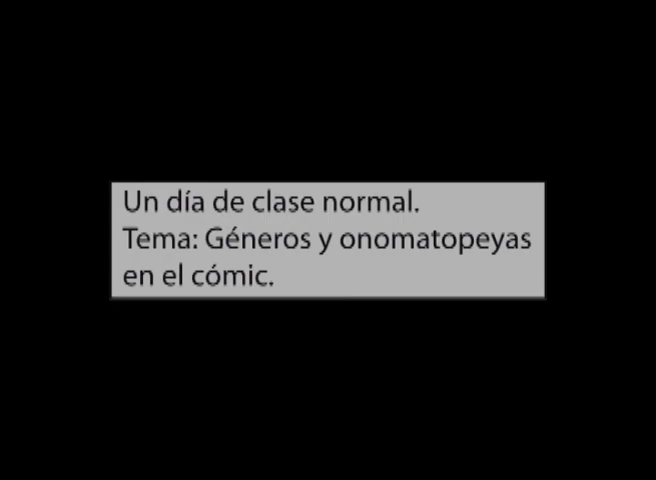 Un día de clase normal.
Tema: Géneros y onomatopeyas
en el cómic.